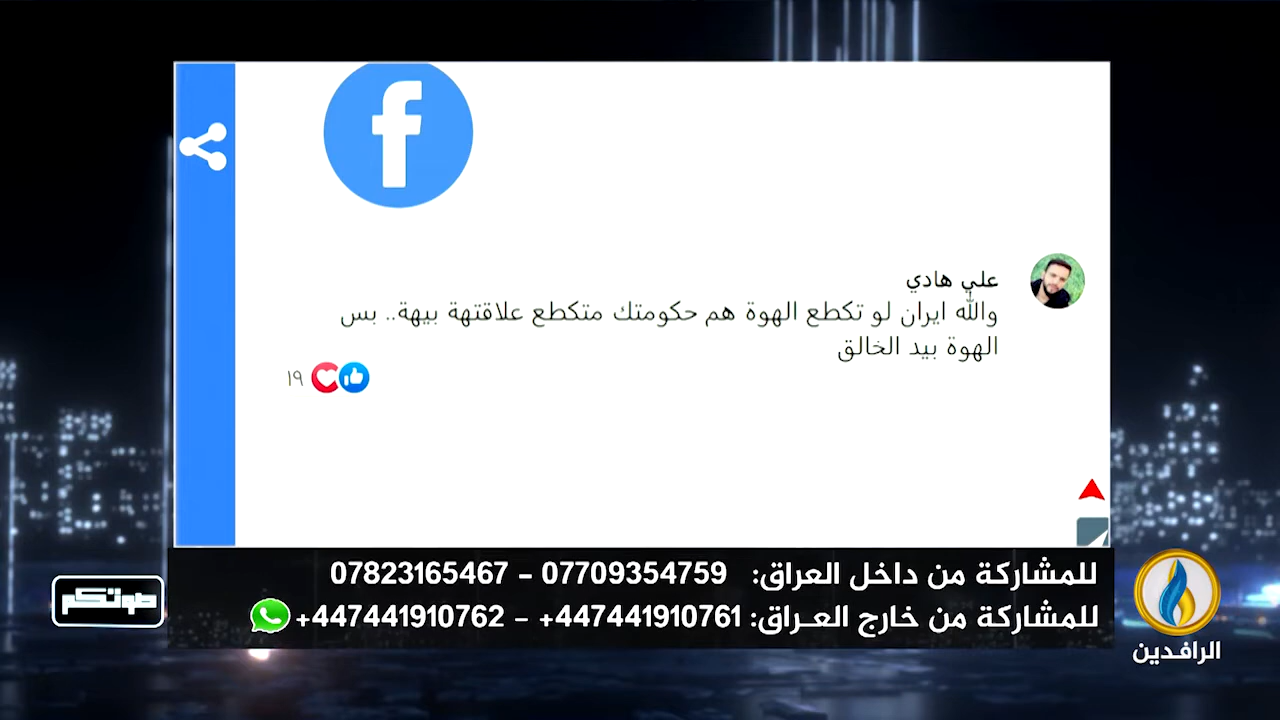 f
علي هادي
والله ايران لو تكطع الهوة هم حكومتك متكطع علاقتهة بيهة.. بس
الهوة بيد الخالق
١٩
للمشاركة من داخل العراق: 07709354759 - 07823165467
للمشاركة من خارج العـراق: 447441910761+ - 447441910762+
صوتكم
الرافدين